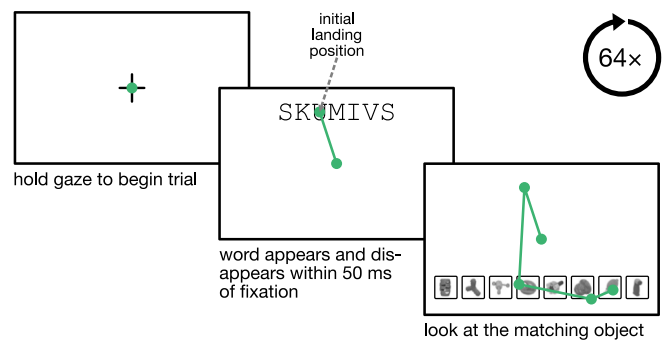 initial
landing
position
64×
SKUMIVS
hold gaze to begin trial
word appears and dis-
appears within 50 ms
of fixation
look at the matching object